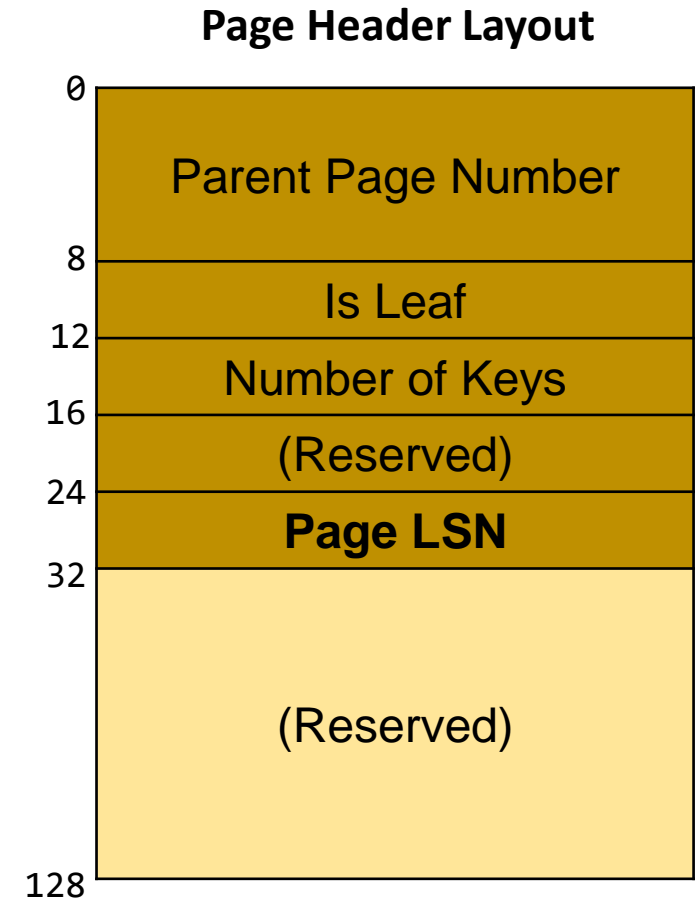 Page Header Layout
0
Parent Page Number
8
Is Leaf
12
Number of Keys
16
(Reserved)
24
Page LSN
32
(Reserved)
128